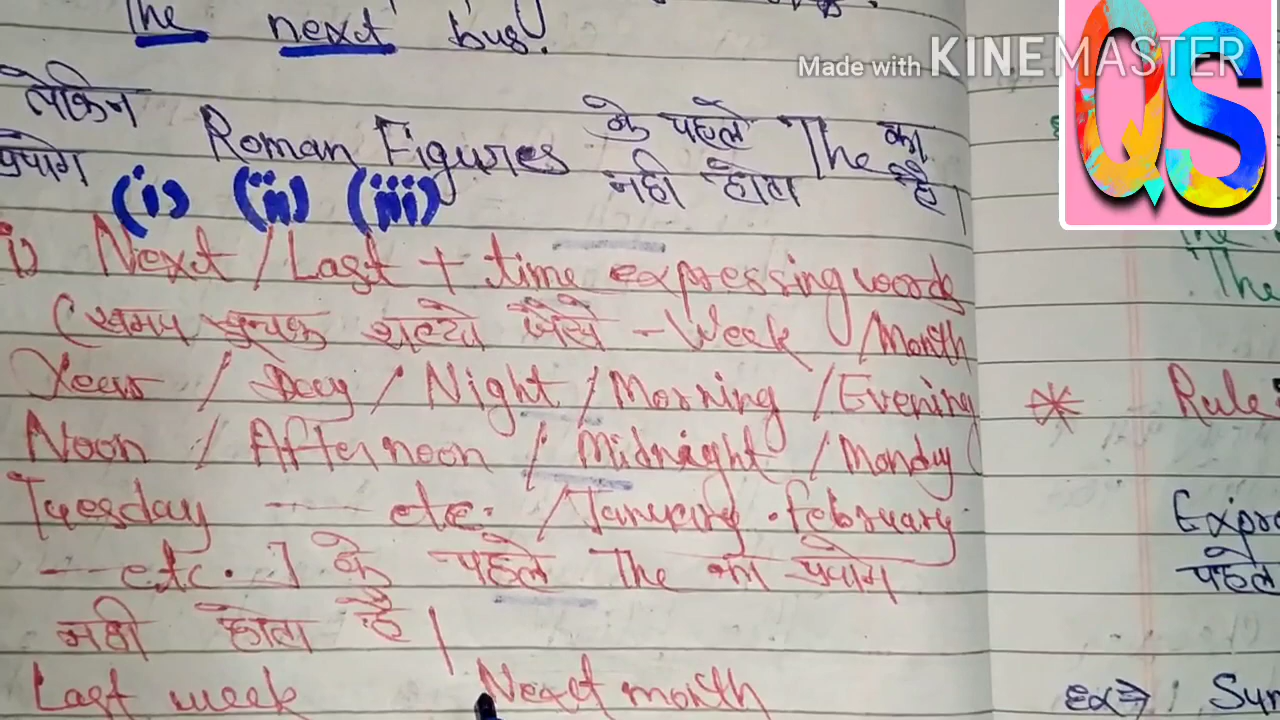 The next bus!
Made with KINEMASTER
QS
लेकिन Roman Figures के पहले The का
प्रयोग नही होता है।
(i) (ii) (iii)
i) Next / Last + time expressing words
(समय सूचक शब्दो जैसे - Week / Month
Year / Day / Night / Morning / Evening
Noon / Afternoon / Midnight / Monday
Tuesday ---- etc. / January. february
---- etc. ] के पहले The का प्रयोग
नही होता है।
Last week Next month
The
* Rule
पहले
ex ⇒